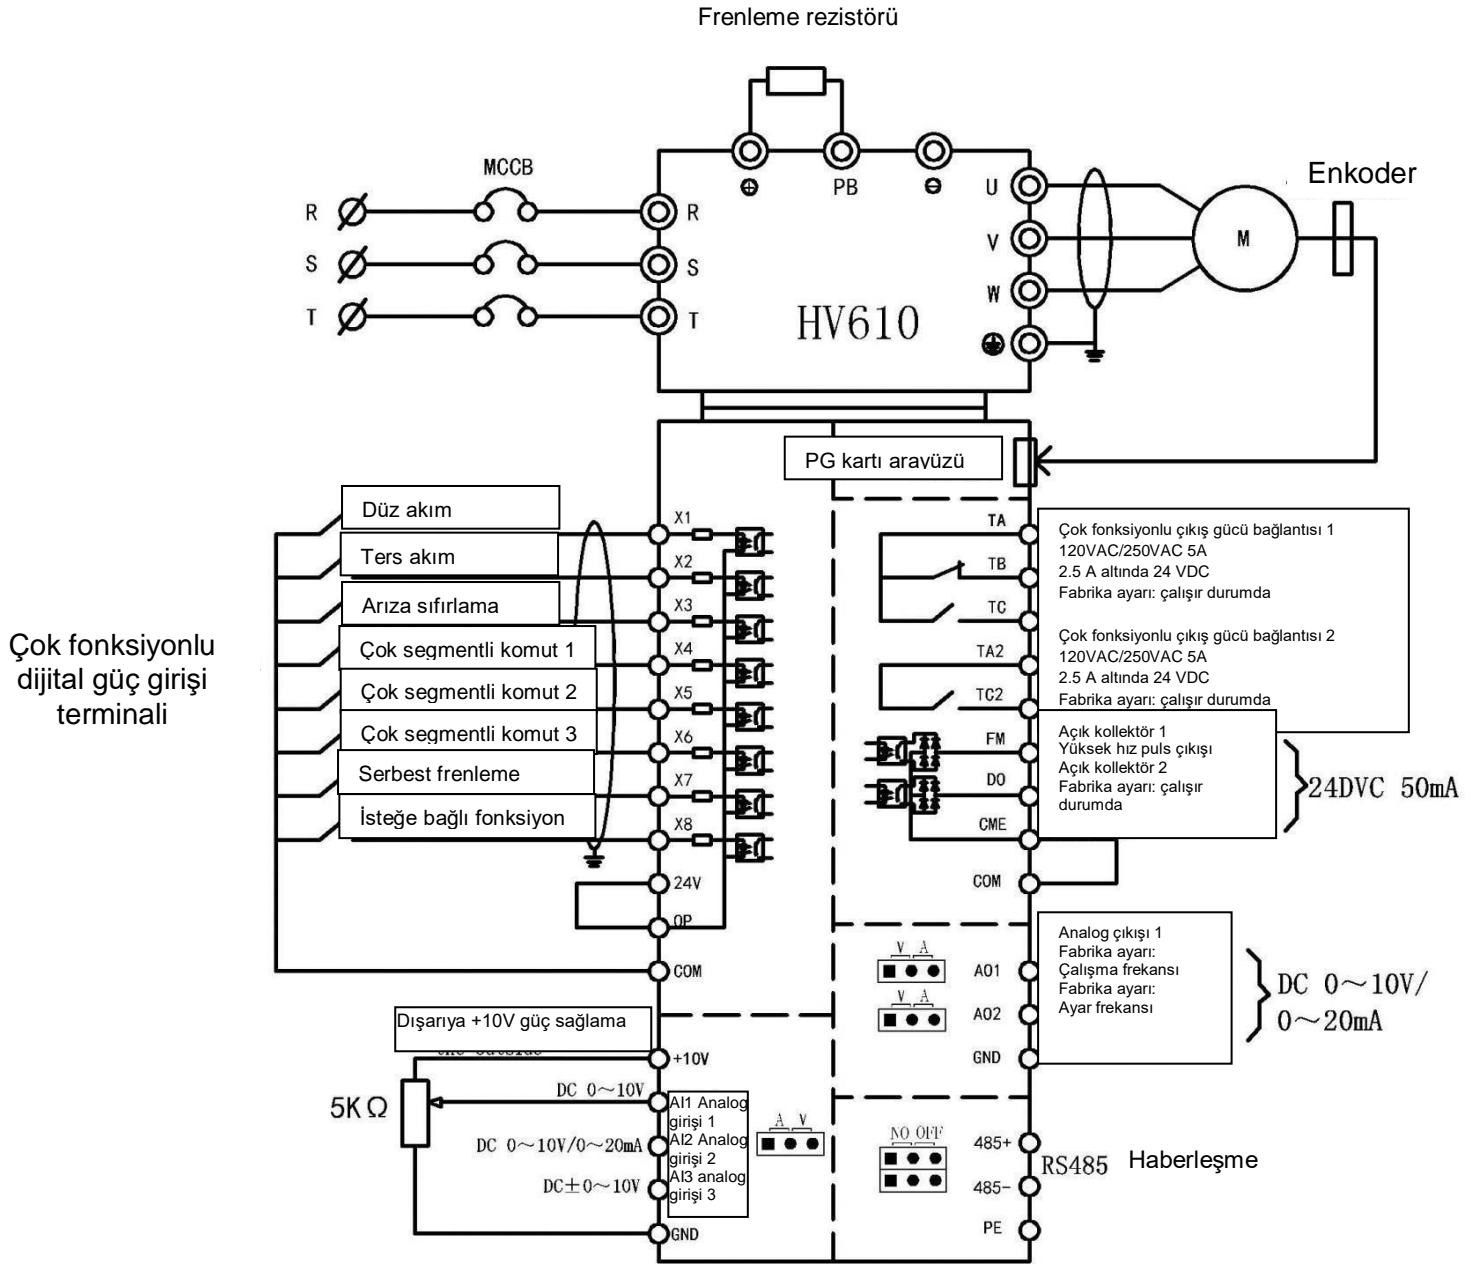 Frenleme rezistörü
MCCB
R
S
T
R
S
T
⊕
PB
⊖
U
V
W
HV610
M
Enkoder
PG kartı arayüzü
Çok fonksiyonlu
dijital güç girişi
terminali
Düz akım
Ters akım
Arıza sıfırlama
Çok segmentli komut 1
Çok segmentli komut 2
Çok segmentli komut 3
Serbest frenleme
İsteğe bağlı fonksiyon
X1
X2
X3
X4
X5
X6
X7
X8
24V
OP
COM
TA
TB
TC
TA2
TC2
FM
DO
CME
COM
Çok fonksiyonlu çıkış gücü bağlantısı 1
120VAC/250VAC 5A
2.5 A altında 24 VDC
Fabrika ayarı: çalışır durumda
Çok fonksiyonlu çıkış gücü bağlantısı 2
120VAC/250VAC 5A
2.5 A altında 24 VDC
Fabrika ayarı: çalışır durumda
Açık kollektör 1
Yüksek hız puls çıkışı
Açık kollektör 2
Fabrika ayarı: çalışır
durumda
24DVC 50mA
V A
AO1
V A
AO2
GND
Analog çıkışı 1
Fabrika ayarı:
Çalışma frekansı
Fabrika ayarı:
Ayar frekansı
DC 0～10V/
0～20mA
Dışarıya +10V güç sağlama
+10V
5KΩ
DC 0～10V
DC 0～10V/0～20mA
DC±0～10V
AI1 Analog
girişi 1
AI2 Analog
girişi 2
AI3 analog
girişi 3
GND
A V
NO OFF
485+
485-
PE
RS485 Haberleşme